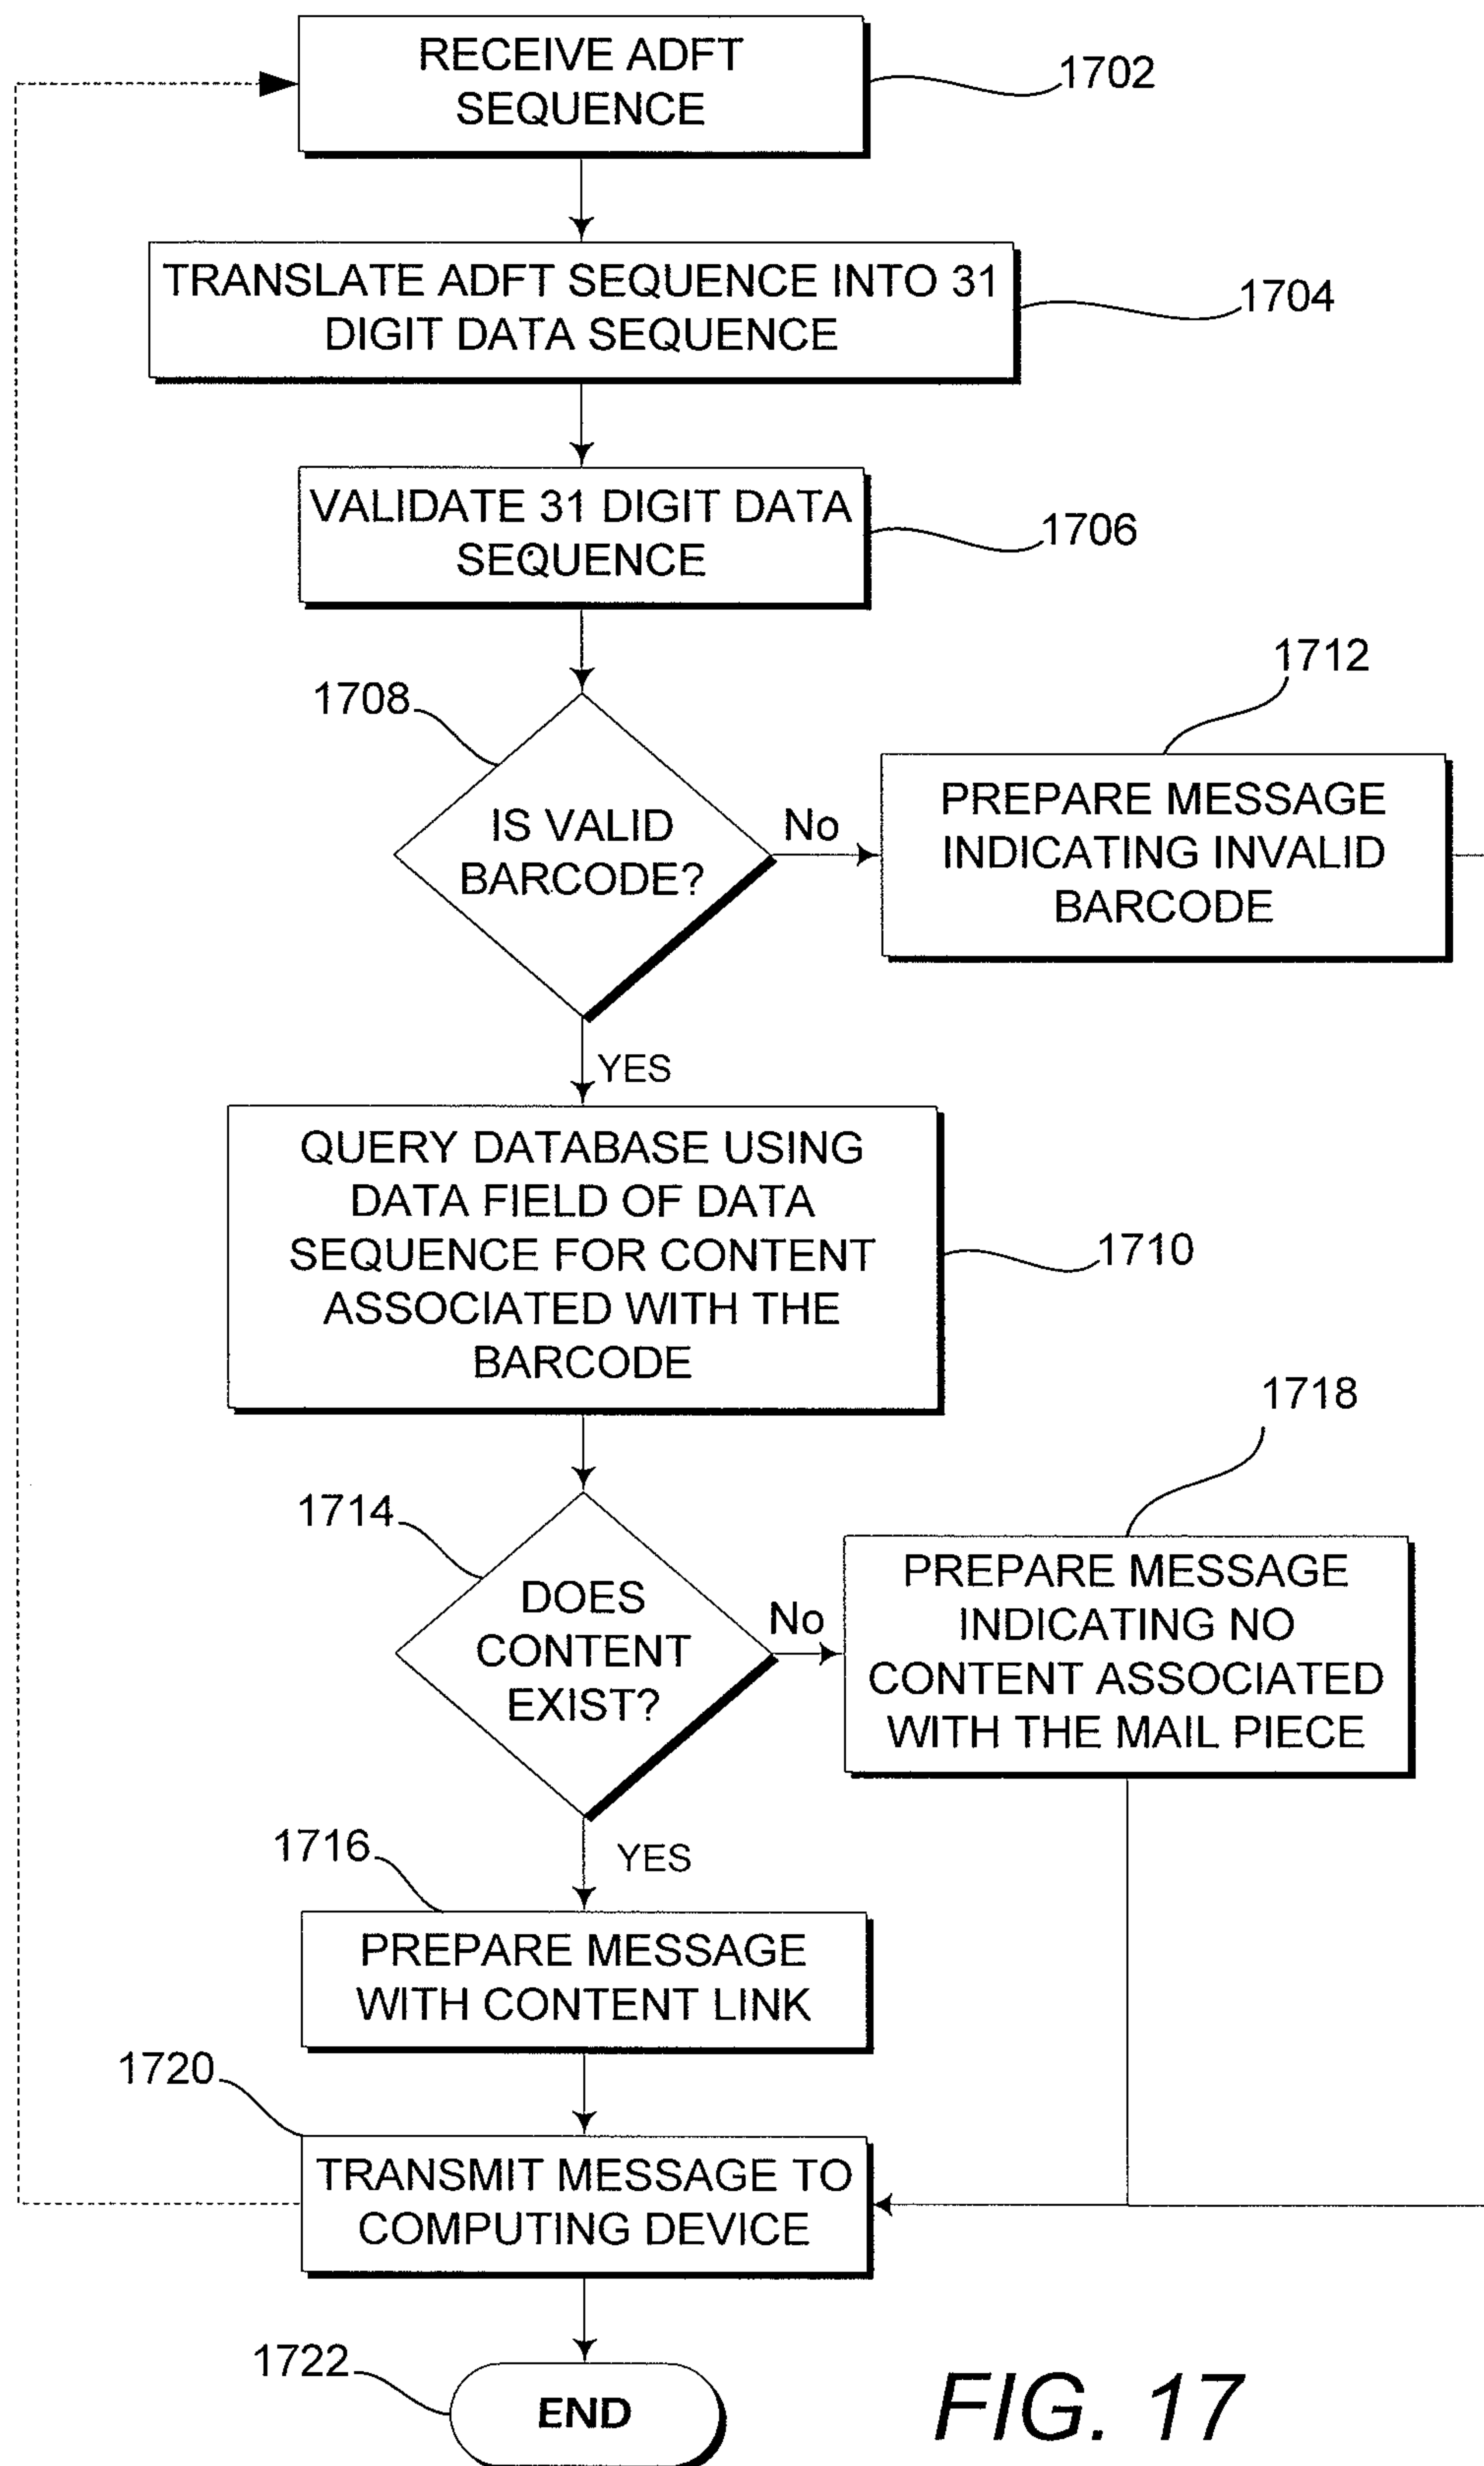 RECEIVE ADFT
SEQUENCE
1702
TRANSLATE ADFT SEQUENCE INTO 31
DIGIT DATA SEQUENCE
1704
VALIDATE 31 DIGIT DATA
SEQUENCE
1706
1708
IS VALID
BARCODE?
No
1712
PREPARE MESSAGE
INDICATING INVALID
BARCODE
YES
QUERY DATABASE USING
DATA FIELD OF DATA
SEQUENCE FOR CONTENT
ASSOCIATED WITH THE
BARCODE
1710
1714
DOES
CONTENT
EXIST?
No
1718
PREPARE MESSAGE
INDICATING NO
CONTENT ASSOCIATED
WITH THE MAIL PIECE
YES
1716
PREPARE MESSAGE
WITH CONTENT LINK
1720
TRANSMIT MESSAGE TO
COMPUTING DEVICE
1722
END
FIG. 17